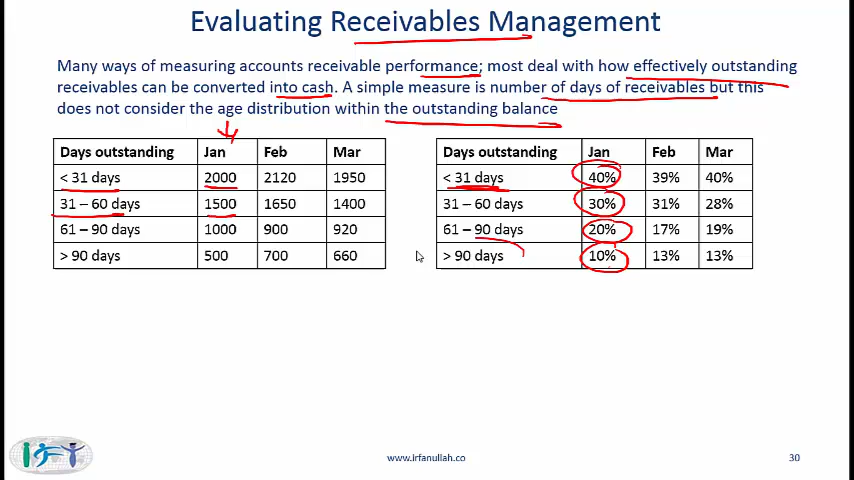 Evaluating Receivables Management
Many ways of measuring accounts receivable performance; most deal with how effectively outstanding
receivables can be converted into cash. A simple measure is number of days of receivables but this
does not consider the age distribution within the outstanding balance
Days outstanding Jan Feb Mar
< 31 days 2000 2120 1950
31 – 60 days 1500 1650 1400
61 – 90 days 1000 900 920
> 90 days 500 700 660
Days outstanding Jan Feb Mar
< 31 days 40% 39% 40%
31 – 60 days 30% 31% 28%
61 – 90 days 20% 17% 19%
> 90 days 10% 13% 13%
www.irfanullah.co
30